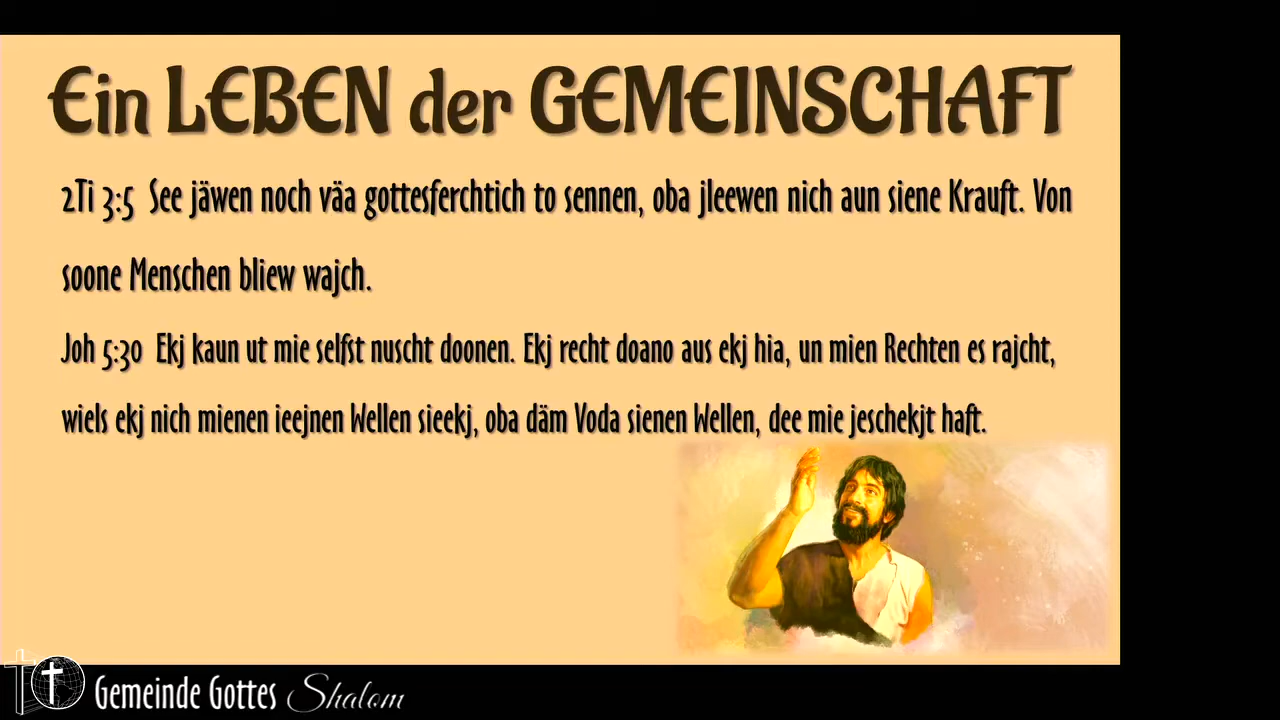 Ein LEBEN der GEMEINSCHAFT
2Ti 3:5 See jäwen noch väa gottesferchtich to sennen, oba jleewen nich aun siene Krauft. Von
soone Menschen bliew wajch.
Joh 5:30 Ekj kaun ut mie selfst nuscht doonen. Ekj recht doano aus ekj hia, un mien Rechten es rajcht,
wiels ekj nich mienen ieejnen Wellen sieekj, oba däm Voda sienen Wellen, dee mie jeschekjt haft.
Gemeinde Gottes Shalom